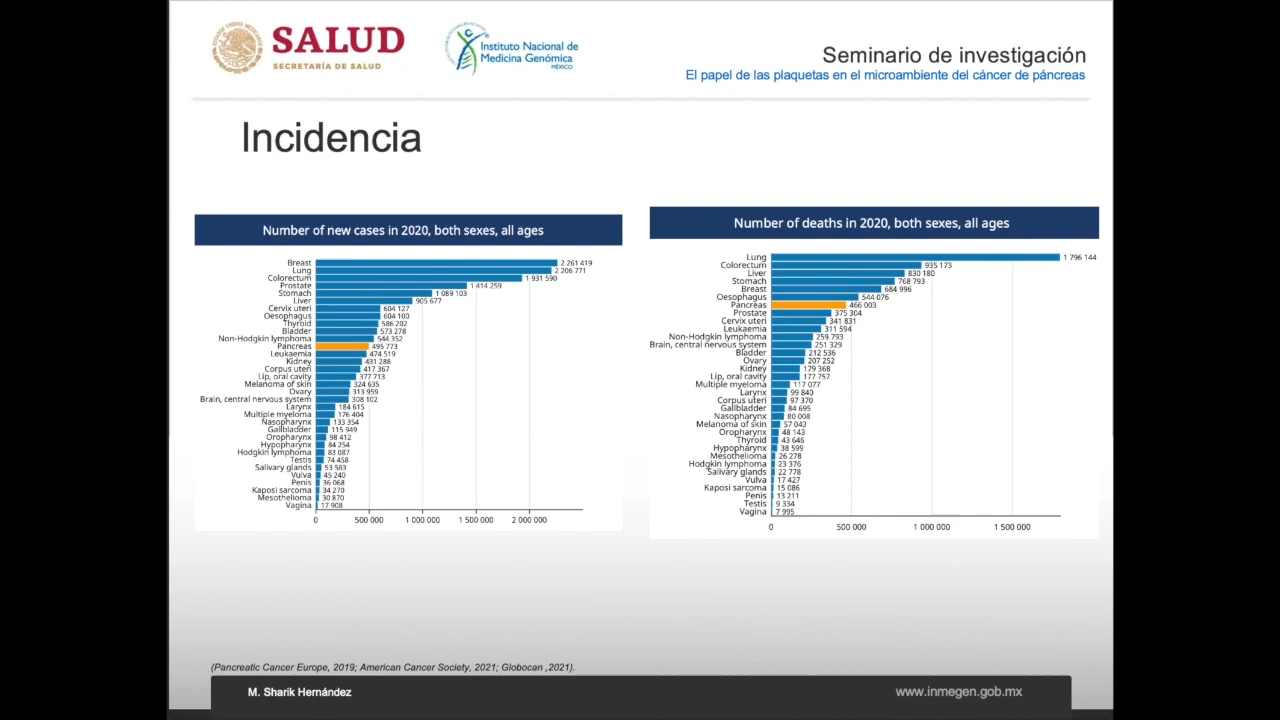 SALUD
SECRETARÍA DE SALUD
Instituto Nacional de
Medicina Genómica
MÉXICO
Seminario de investigación
El papel de las plaquetas en el microambiente del cáncer de páncreas
Incidencia
Number of new cases in 2020, both sexes, all ages
Breast 2 261 419
Lung 2 206 771
Colorectum 1 931 590
Prostate 1 414 259
Stomach 1 089 103
Liver 905 677
Cervix uteri 604 127
Oesophagus 604 100
Thyroid 586 202
Bladder 573 278
Non-Hodgkin lymphoma 544 352
Pancreas 495 773
Leukaemia 474 519
Kidney 431 288
Corpus uteri 417 367
Lip, oral cavity 377 713
Melanoma of skin 324 635
Ovary 313 959
Brain, central nervous system 308 102
Larynx 184 615
Multiple myeloma 176 404
Nasopharynx 133 354
Gallbladder 115 949
Oropharynx 98 412
Hypopharynx 84 254
Hodgkin lymphoma 83 087
Testis 74 458
Salivary glands 53 583
Vulva 45 240
Penis 36 068
Kaposi sarcoma 34 270
Mesothelioma 30 870
Vagina 17 908
0 500 000 1 000 000 1 500 000 2 000 000
Number of deaths in 2020, both sexes, all ages
Lung 1 796 144
Colorectum 935 173
Liver 830 180
Stomach 768 793
Breast 684 996
Oesophagus 544 076
Pancreas 466 003
Prostate 375 304
Cervix uteri 341 831
Leukaemia 311 594
Non-Hodgkin lymphoma 259 793
Brain, central nervous system 251 329
Bladder 212 536
Ovary 207 252
Kidney 179 368
Lip, oral cavity 177 757
Multiple myeloma 117 077
Larynx 99 840
Corpus uteri 97 370
Gallbladder 84 695
Nasopharynx 80 008
Melanoma of skin 57 043
Oropharynx 48 143
Thyroid 43 646
Hypopharynx 38 599
Mesothelioma 26 278
Hodgkin lymphoma 23 376
Salivary glands 22 778
Vulva 17 427
Kaposi sarcoma 15 086
Penis 13 211
Testis 9 334
Vagina 7 995
0 500 000 1 000 000 1 500 000
(Pancreatic Cancer Europe, 2019; American Cancer Society, 2021; Globocan ,2021).
M. Sharik Hernández
www.inmegen.gob.mx